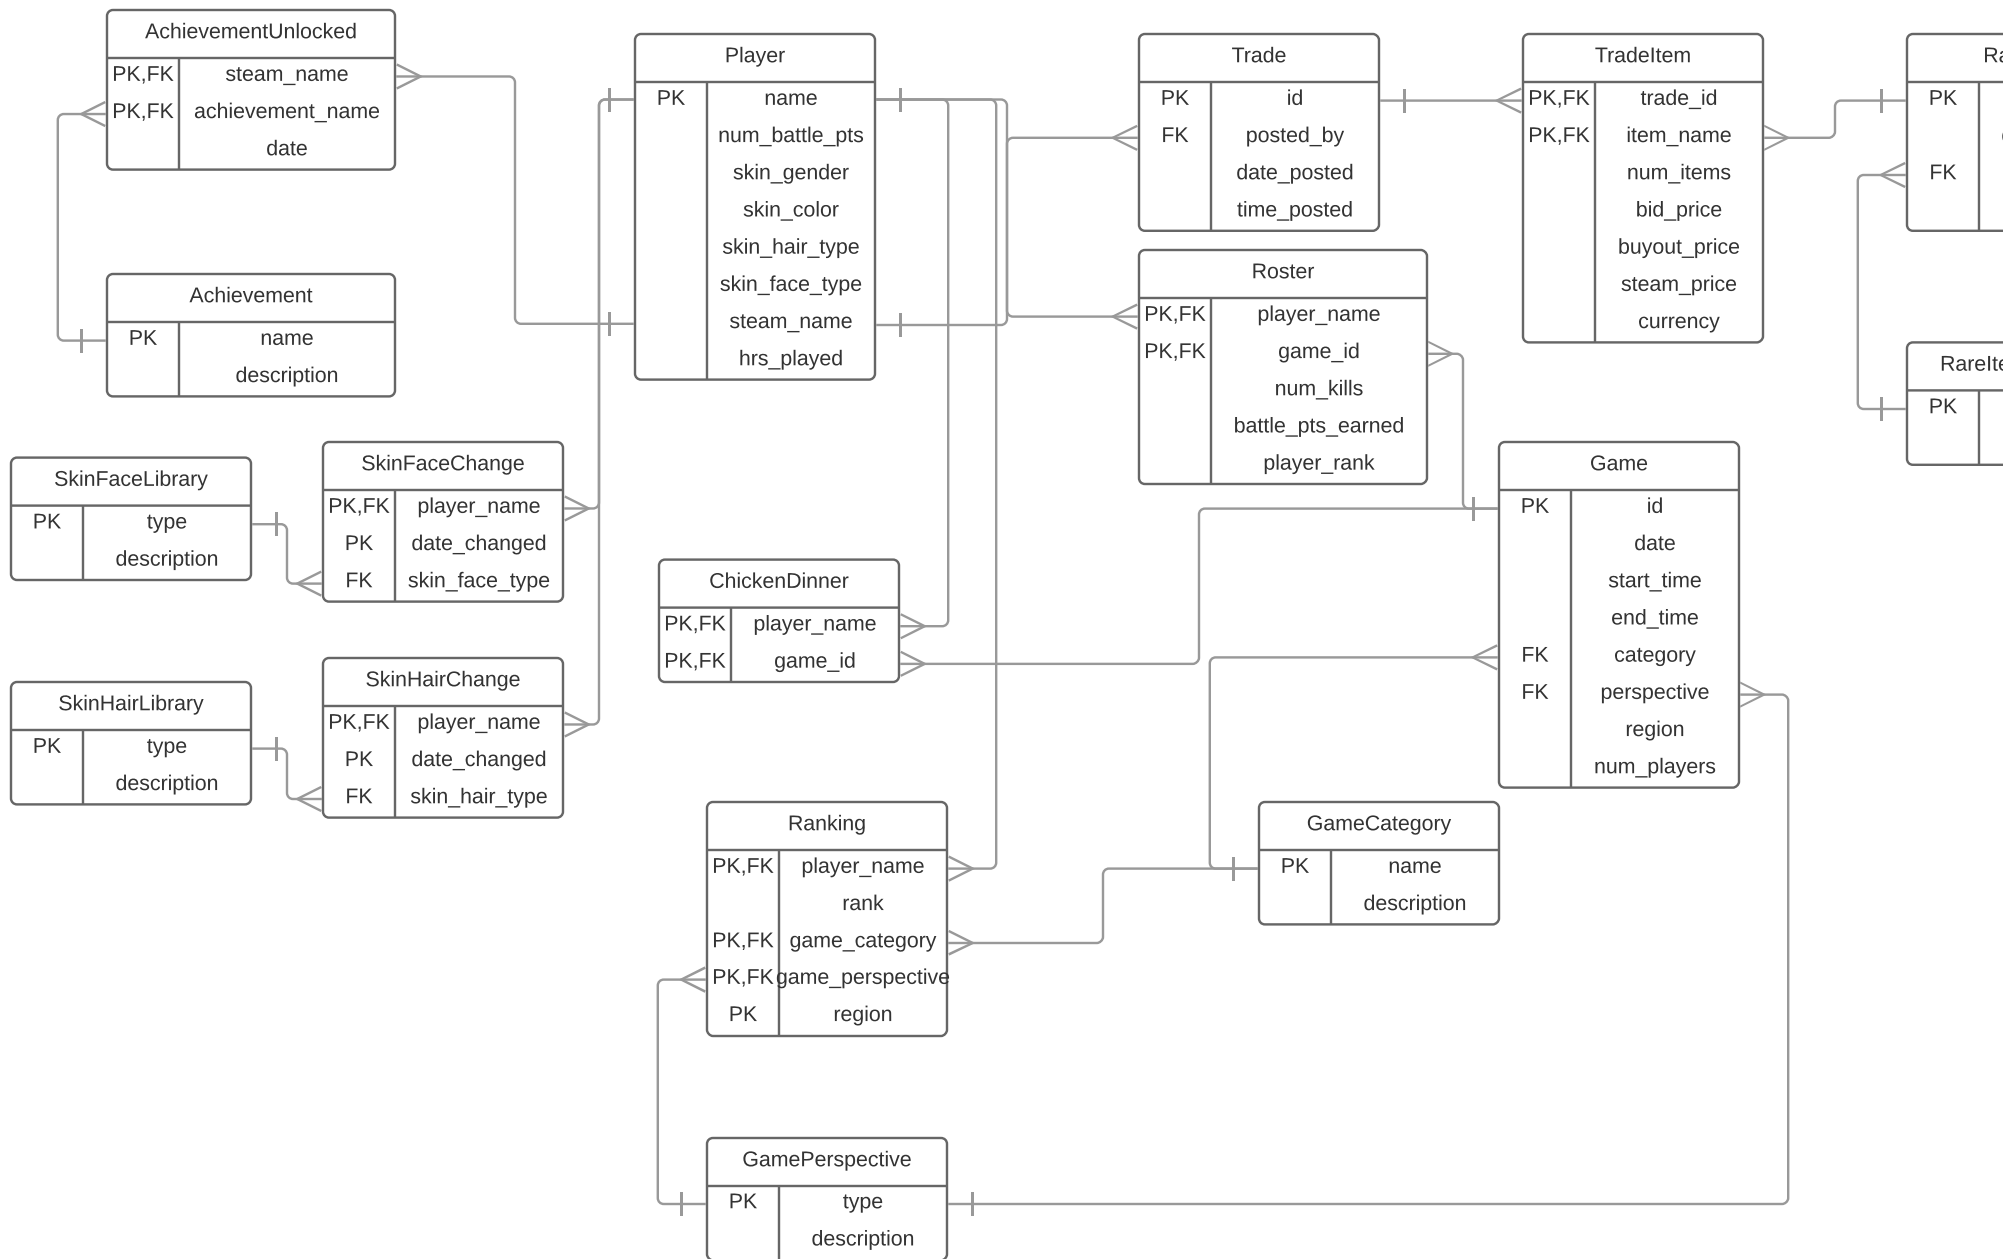 AchievementUnlocked
PK,FK steam_name
PK,FK achievement_name
date
Achievement
PK name
description
SkinFaceLibrary
PK type
description
SkinFaceChange
PK,FK player_name
PK date_changed
FK skin_face_type
SkinHairLibrary
PK type
description
SkinHairChange
PK,FK player_name
PK date_changed
FK skin_hair_type
Player
PK name
num_battle_pts
skin_gender
skin_color
skin_hair_type
skin_face_type
steam_name
hrs_played
ChickenDinner
PK,FK player_name
PK,FK game_id
Ranking
PK,FK player_name
rank
PK,FK game_category
PK,FK game_perspective
PK region
GamePerspective
PK type
description
Trade
PK id
FK posted_by
date_posted
time_posted
Roster
PK,FK player_name
PK,FK game_id
num_kills
battle_pts_earned
player_rank
GameCategory
PK name
description
TradeItem
PK,FK trade_id
PK,FK item_name
num_items
bid_price
buyout_price
steam_price
currency
Game
PK id
date
start_time
end_time
FK category
FK perspective
region
num_players
Ra
PK
FK
RareIte
PK